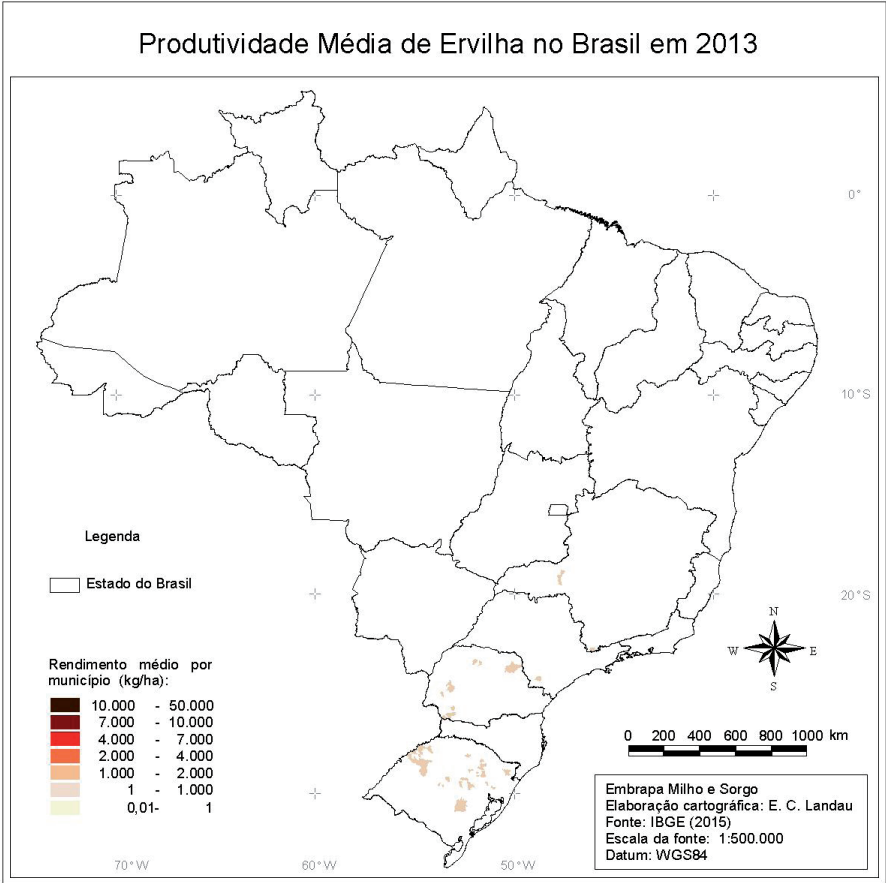 Produtividade Média de Ervilha no Brasil em 2013
0°
10°S
20°S
Legenda
Estado do Brasil
Rendimento médio por
município (kg/ha):
10.000 - 50.000
7.000 - 10.000
4.000 - 7.000
2.000 - 4.000
1.000 - 2.000
1 - 1.000
0,01- 1
N
W E
S
0 200 400 600 800 1000 km
Embrapa Milho e Sorgo
Elaboração cartográfica: E. C. Landau
Fonte: IBGE (2015)
Escala da fonte: 1:500.000
Datum: WGS84
70°W 60°W 50°W